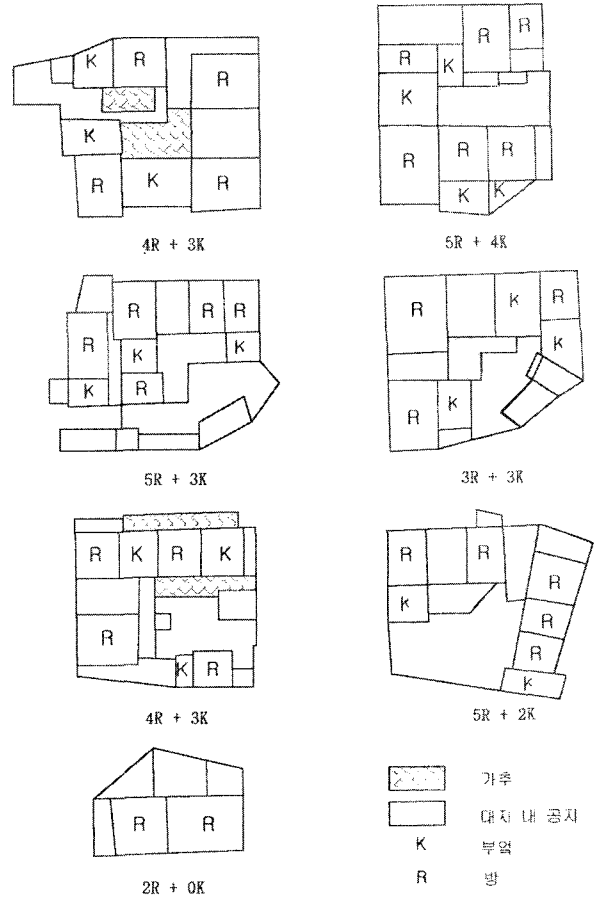 K R
R
K
R K R
4R + 3K
R R
R K
K
R R R
K K
5R + 4K
R R R
R K K
K R
5R + 3K
R K R
K
R K
3R + 3K
R K R K
R
K R
4R + 3K
R R
R
K
R
R
K
5R + 2K
R R
2R + 0K
가추
대지 내 공지
K 부엌
R 방